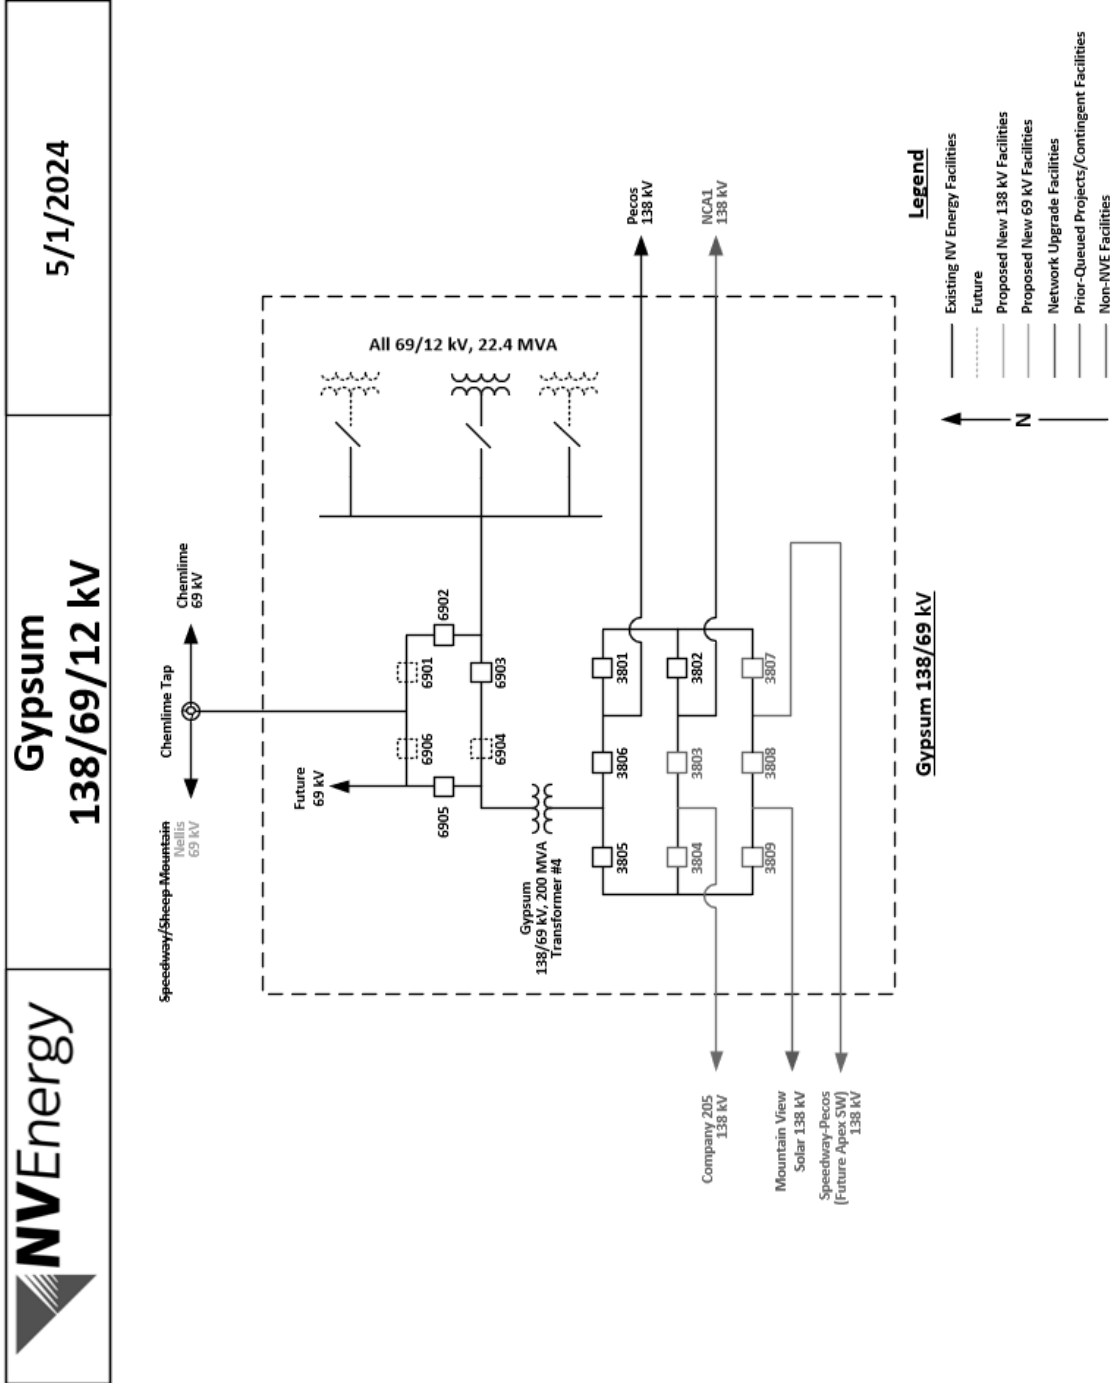 NVEnergy
Gypsum
138/69/12 kV
5/1/2024
Speedway/Sheep Mountain
Nellis
69 kV
Chemlime Tap
Chemlime
69 kV
Future
69 kV
6906
6901
6902
6905
6904
6903
All 69/12 kV, 22.4 MVA
Gypsum
138/69 kV, 200 MVA
Transformer #4
3805
3806
3801
Pecos
138 kV
3804
3803
3802
NCA1
138 kV
3809
3808
3807
Company 205
138 kV
Mountain View
Solar 138 kV
Speedway-Pecos
(Future Apex SW)
138 kV
Gypsum 138/69 kV
N
Legend
Existing NV Energy Facilities
Future
Proposed New 138 kV Facilities
Proposed New 69 kV Facilities
Network Upgrade Facilities
Prior-Queued Projects/Contingent Facilities
Non-NVE Facilities